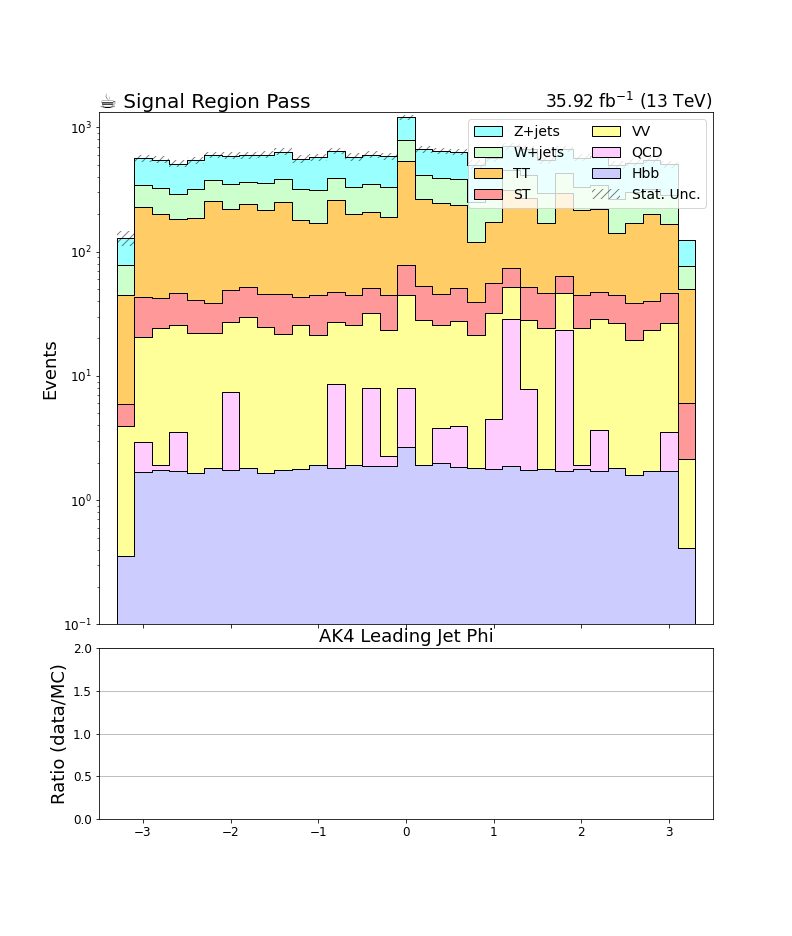 ☕ Signal Region Pass
35.92 fb⁻¹ (13 TeV)
Z+jets
W+jets
TT
ST
VV
QCD
Hbb
Stat. Unc.
Events
10³
10²
10¹
10⁰
10⁻¹
AK4 Leading Jet Phi
Ratio (data/MC)
2.0
1.5
1.0
0.5
0.0
−3 −2 −1 0 1 2 3